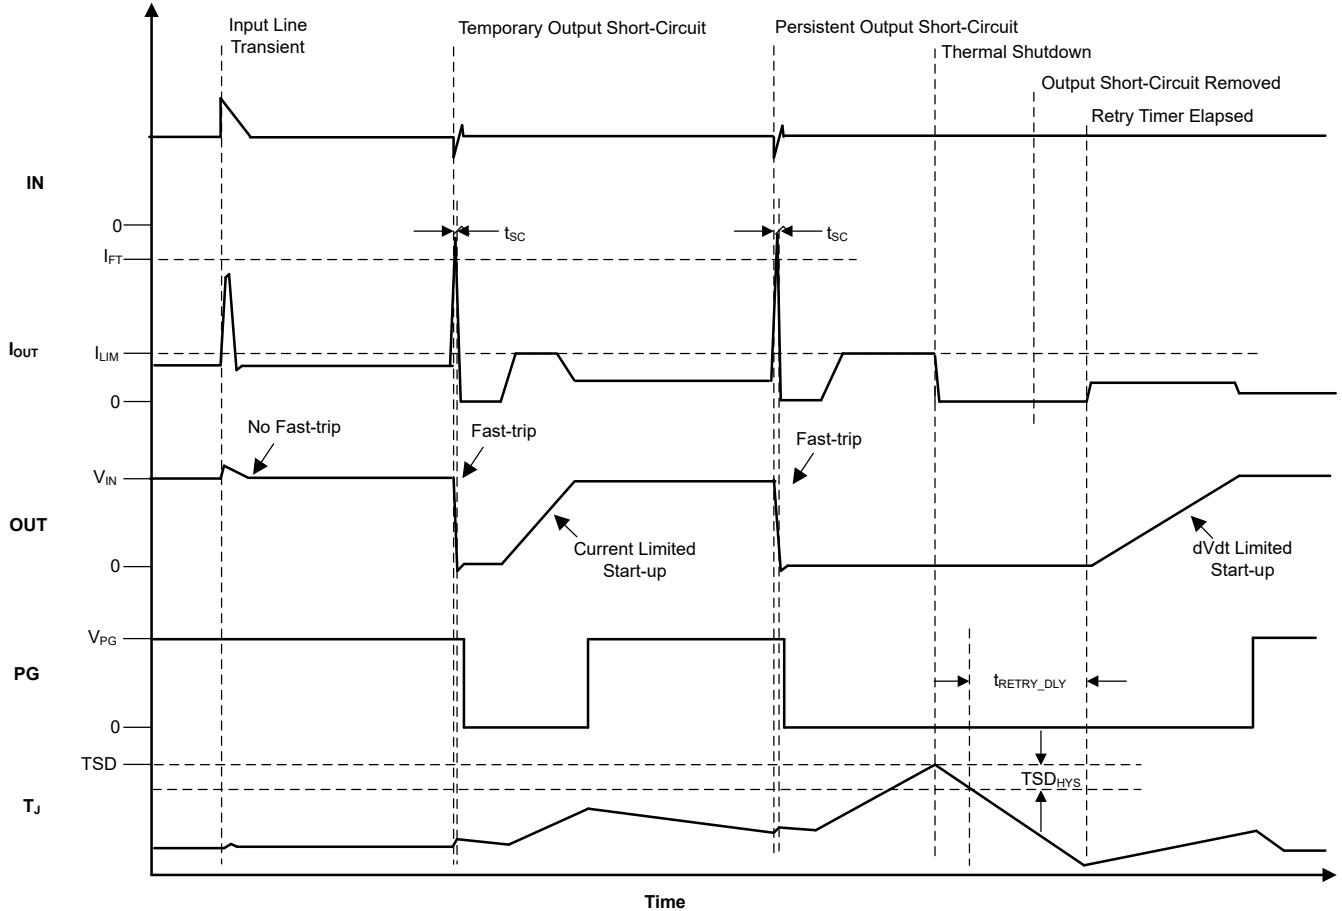 Input Line
Transient
Temporary Output Short-Circuit
Persistent Output Short-Circuit
Thermal Shutdown
Output Short-Circuit Removed
Retry Timer Elapsed
IN
0
tSC
tSC
IFT
IOUT
ILIM
0
No Fast-trip
Fast-trip
Fast-trip
VIN
OUT
Current Limited
Start-up
dVdt Limited
Start-up
0
VPG
PG
tRETRY_DLY
0
TSD
TSDHYS
TJ
Time